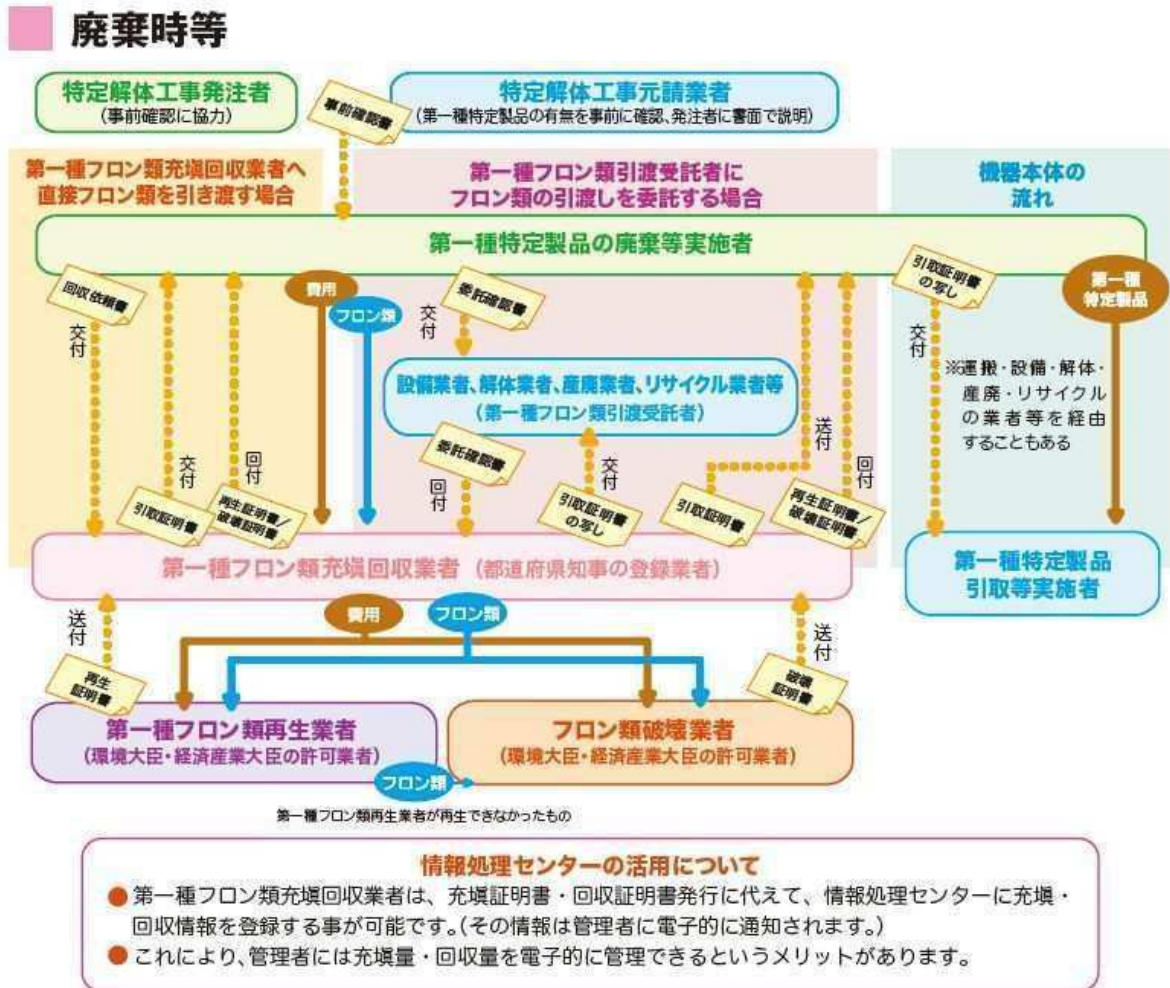 廃棄時等
特定解体工事発注者
(事前確認に協力)
事前確認書
特定解体工事元請業者
(第一種特定製品の有無を事前に確認、発注者に書面で説明)
第一種フロン類充塡回収業者へ
直接フロン類を引き渡す場合
第一種フロン類引渡受託者に
フロン類の引渡しを委託する場合
機器本体の
流れ
第一種特定製品の廃棄等実施者
回収依頼書
交付
引取証明書
交付
再生証明書/
破壊証明書
回付
費用
フロン類
委託確認書
交付
設備業者、解体業者、産廃業者、リサイクル業者等
(第一種フロン類引渡受託者)
委託確認書
回付
引取証明書
の写し
交付
引取証明書
送付
再生証明書/
破壊証明書
回付
引取証明書
の写し
交付
第一種
特定製品
※運搬・設備・解体・
産廃・リサイクル
の業者等を経由
することもある
第一種フロン類充塡回収業者(都道府県知事の登録業者)
第一種特定製品
引取等実施者
送付
再生
証明書
費用
フロン類
送付
破壊
証明書
第一種フロン類再生業者
(環境大臣・経済産業大臣の許可業者)
フロン類破壊業者
(環境大臣・経済産業大臣の許可業者)
フロン類
第一種フロン類再生業者が再生できなかったもの
情報処理センターの活用について
● 第一種フロン類充塡回収業者は、充塡証明書・回収証明書発行に代えて、情報処理センターに充塡・
回収情報を登録する事が可能です。(その情報は管理者に電子的に通知されます。)
● これにより、管理者には充塡量・回収量を電子的に管理できるというメリットがあります。